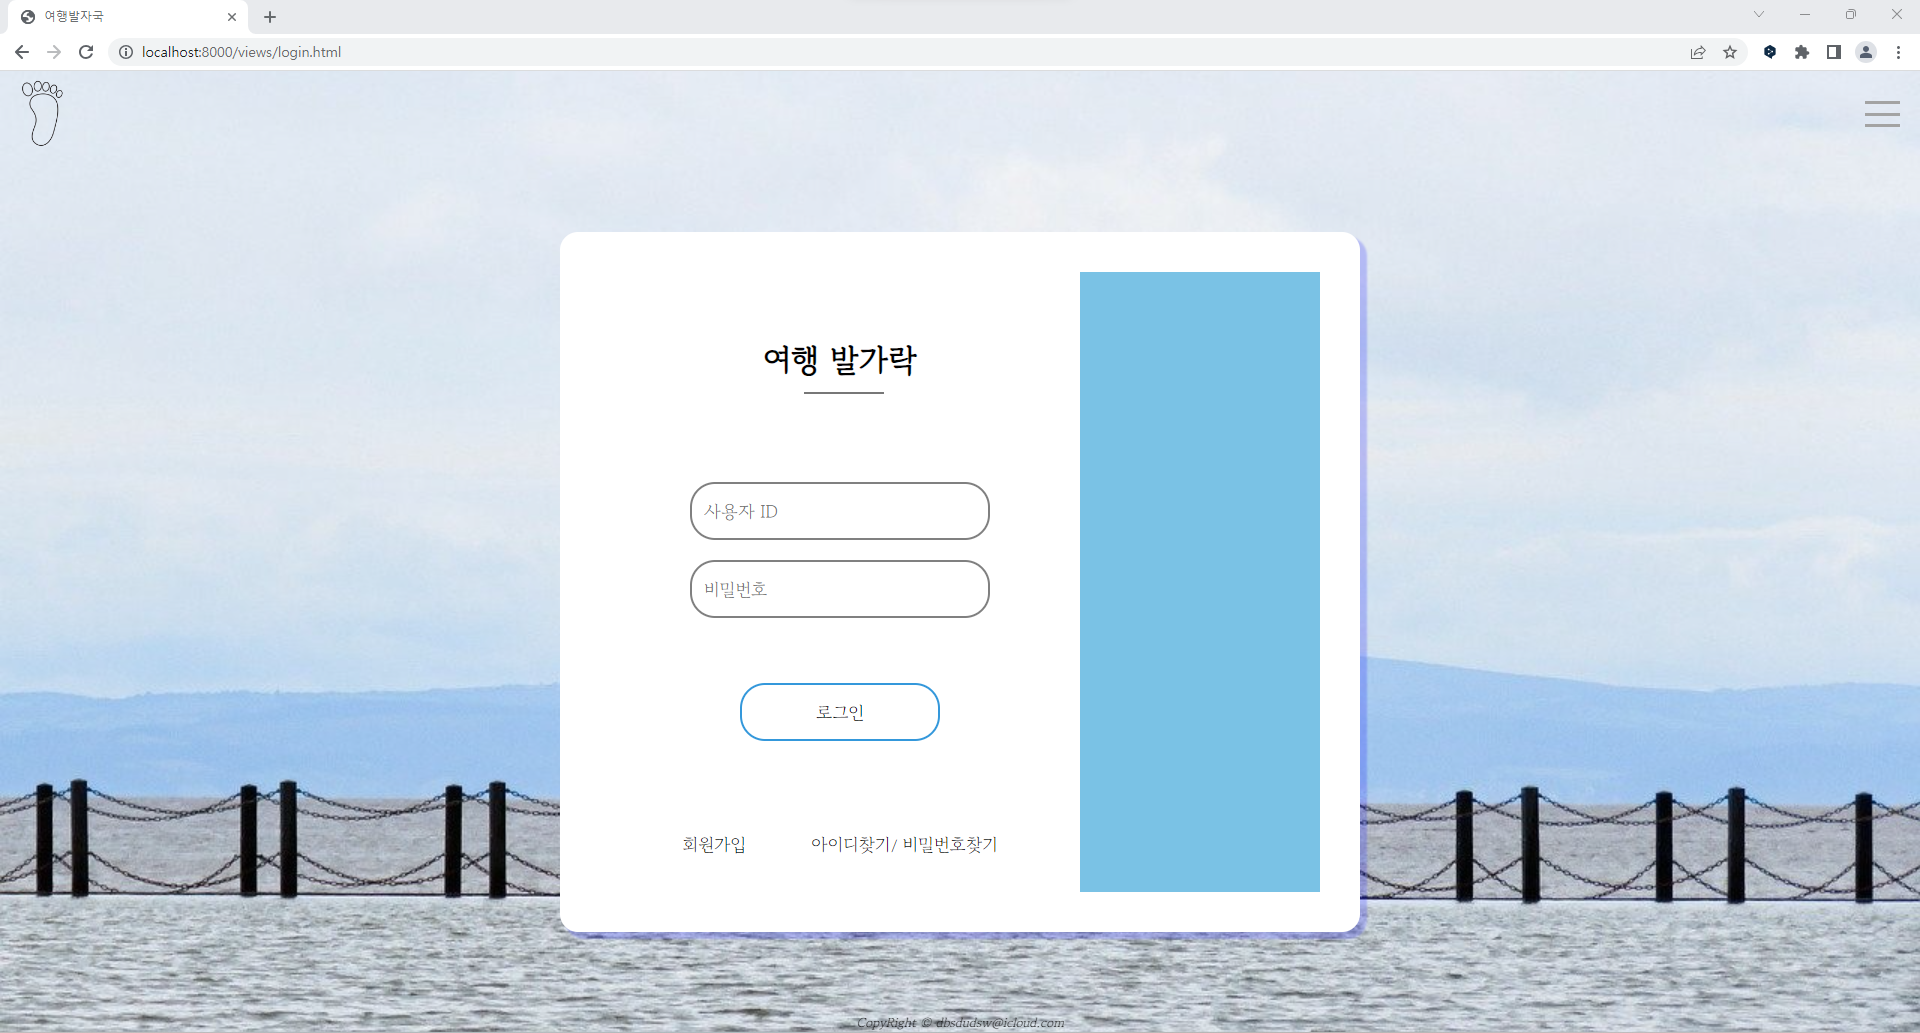 여행발자국
localhost:8000/views/login.html
여행 발가락
사용자 ID
비밀번호
로그인
회원가입 아이디찾기/ 비밀번호찾기
CopyRight © dbsdudsw@icloud.com